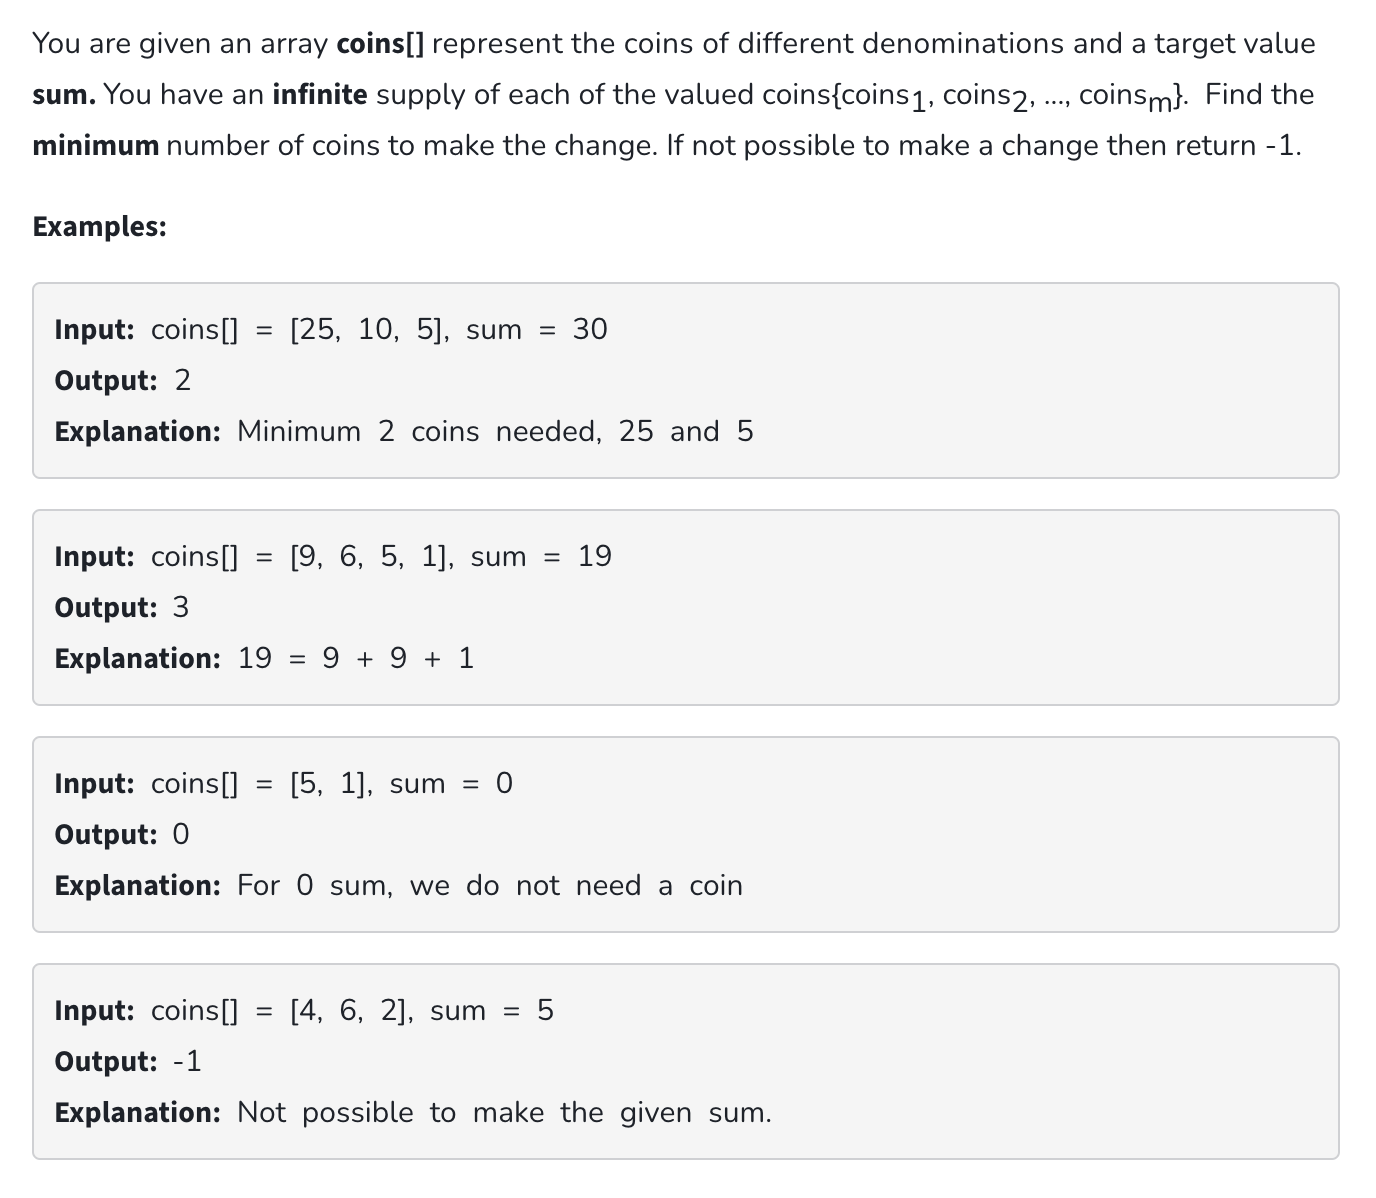 You are given an array coins[] represent the coins of different denominations and a target value
sum. You have an infinite supply of each of the valued coins{coins1, coins2, ..., coinsm}. Find the
minimum number of coins to make the change. If not possible to make a change then return -1.
Examples:
Input: coins[] = [25, 10, 5], sum = 30
Output: 2
Explanation: Minimum 2 coins needed, 25 and 5
Input: coins[] = [9, 6, 5, 1], sum = 19
Output: 3
Explanation: 19 = 9 + 9 + 1
Input: coins[] = [5, 1], sum = 0
Output: 0
Explanation: For 0 sum, we do not need a coin
Input: coins[] = [4, 6, 2], sum = 5
Output: -1
Explanation: Not possible to make the given sum.